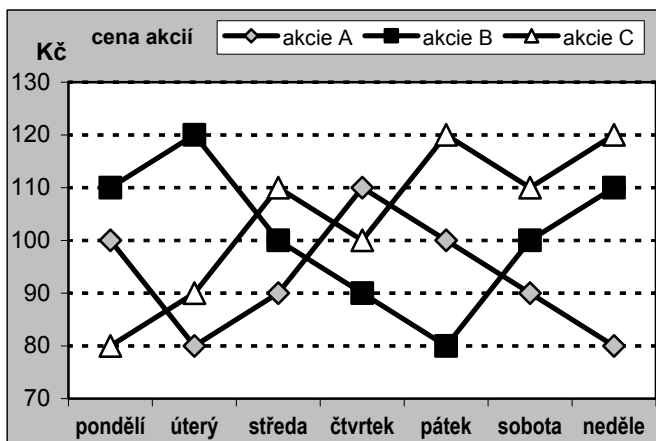 cena akcií akcie A akcie B akcie C
Kč
130
120
110
100
90
80
70
pondělí úterý středa čtvrtek pátek sobota neděle